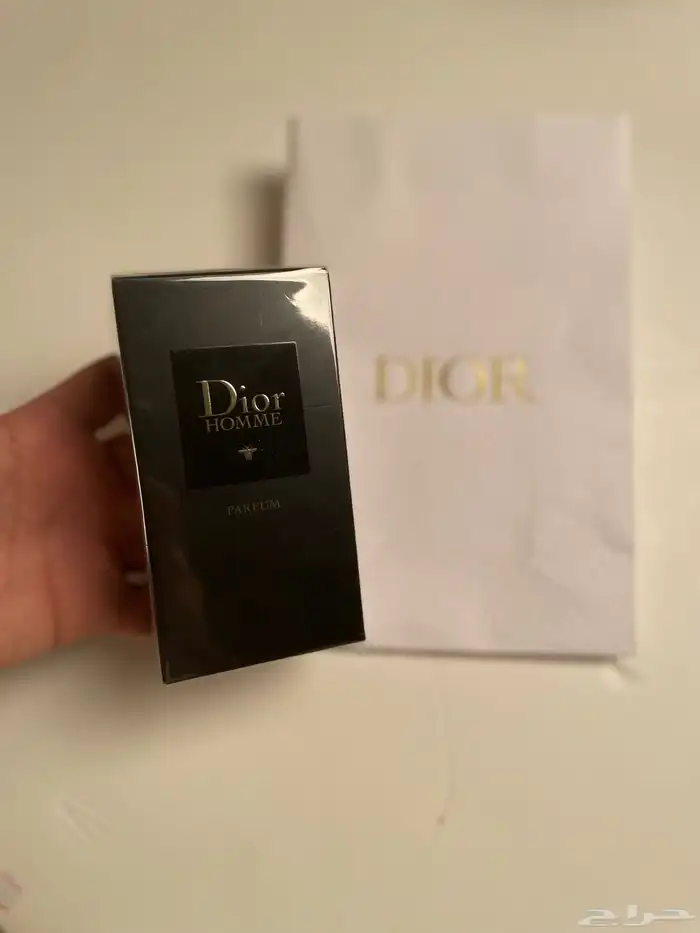 Dior
HOMME
PARFUM
DIOR
حراج